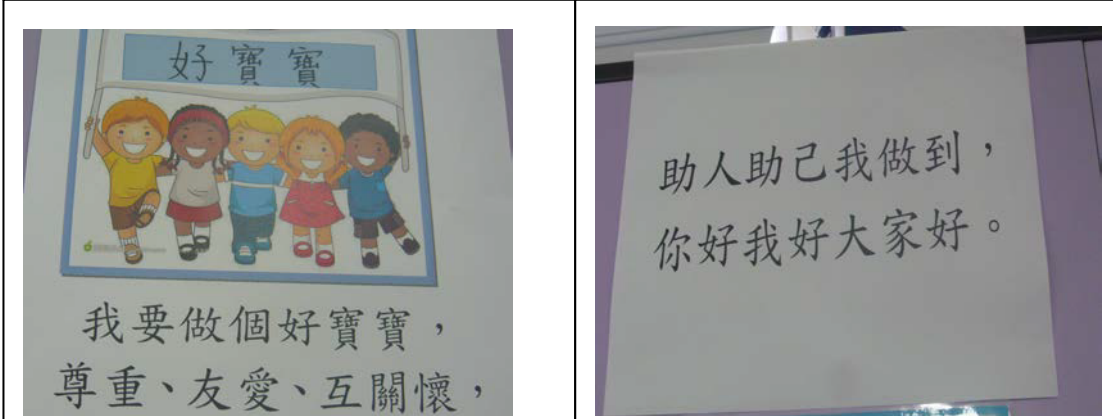 好寶寶
我要做個好寶寶，
尊重、友愛、互關懷，
助人助己我做到，
你好我好大家好。